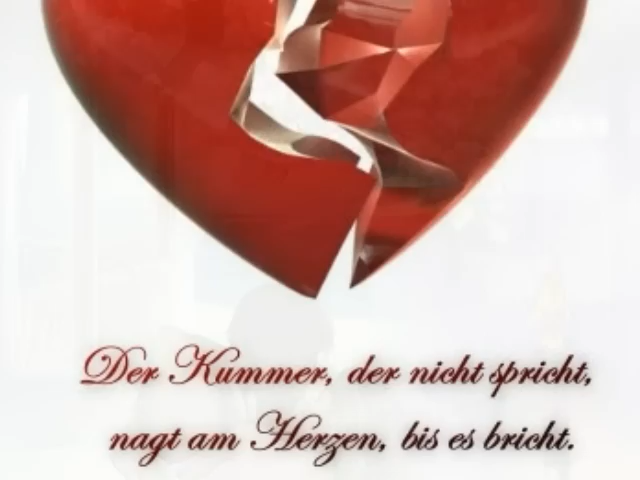 Der Kummer, der nicht spricht,
nagt am Herzen, bis es bricht.